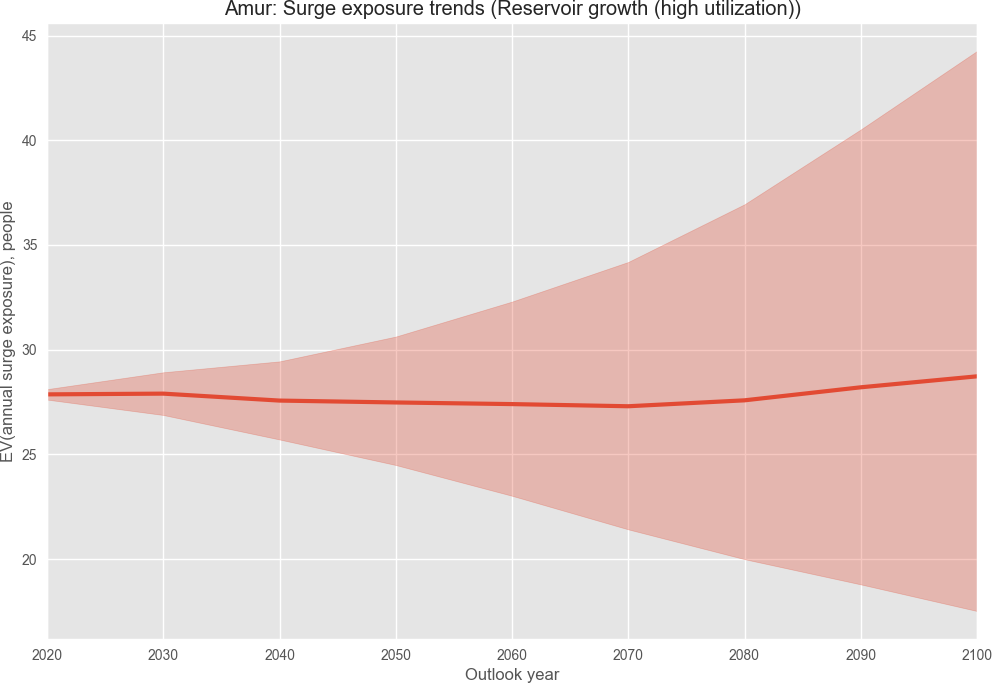 Amur: Surge exposure trends (Reservoir growth (high utilization))
EV(annual surge exposure), people
45
40
35
30
25
20
2020 2030 2040 2050 2060 2070 2080 2090 2100
Outlook year